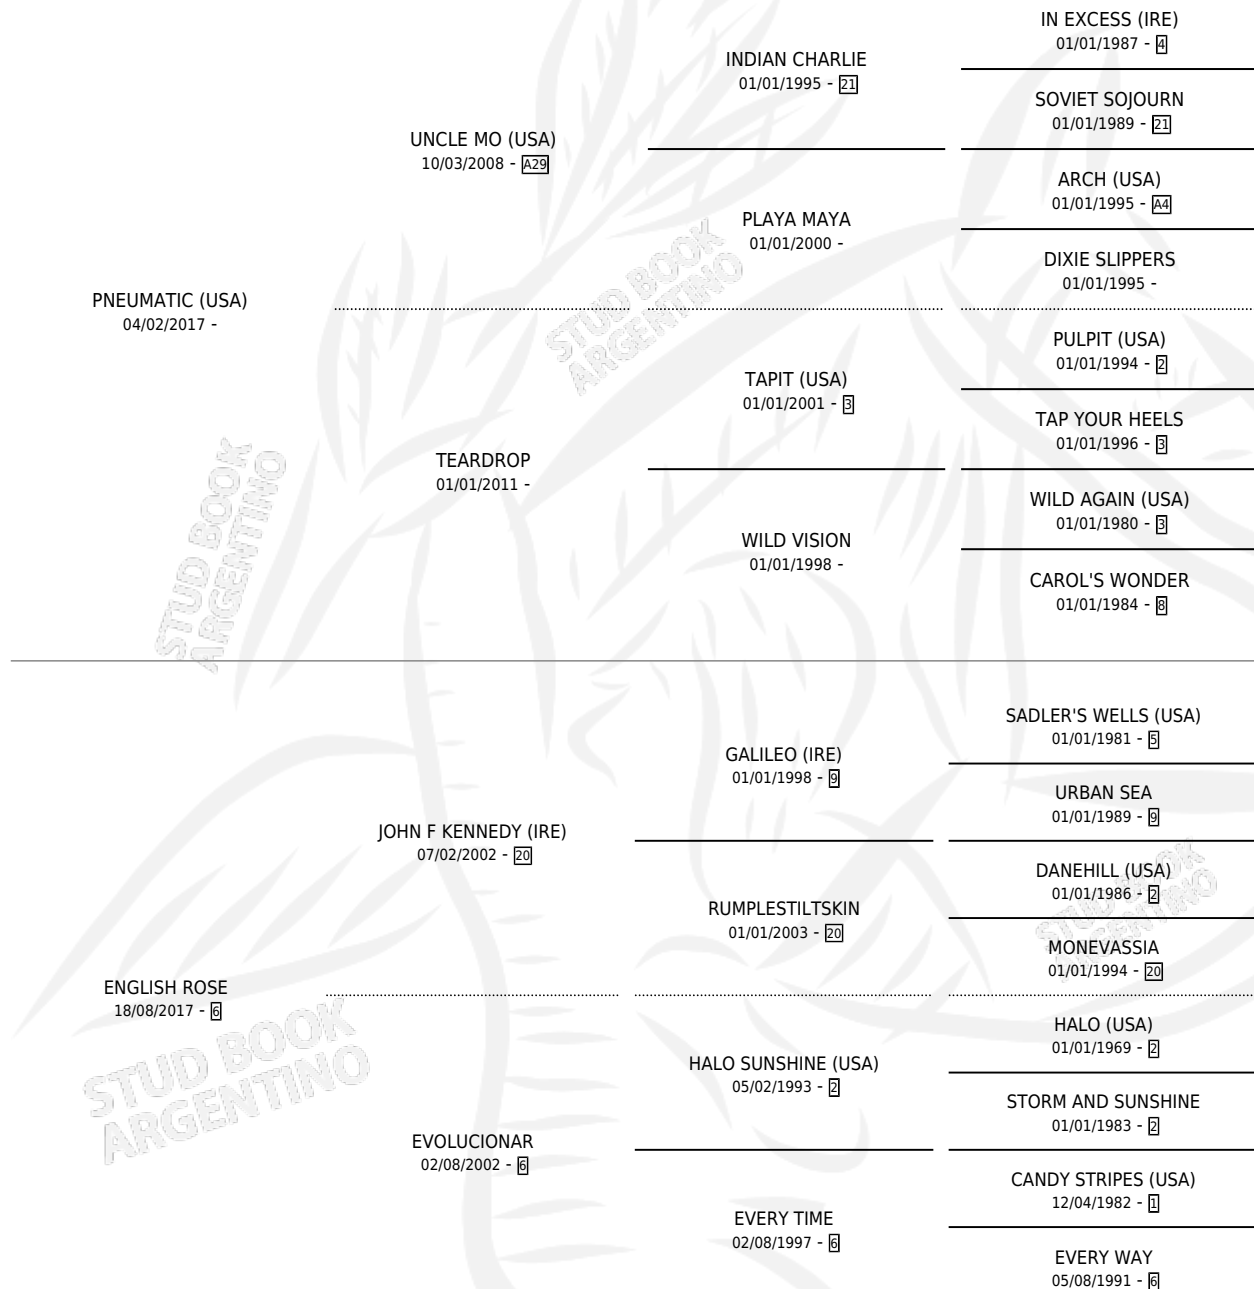 IN EXCESS (IRE)
01/01/1987 - 4
INDIAN CHARLIE
01/01/1995 - 21
SOVIET SOJOURN
01/01/1989 - 21
UNCLE MO (USA)
10/03/2008 - A29
ARCH (USA)
01/01/1995 - A4
PLAYA MAYA
01/01/2000 -
DIXIE SLIPPERS
01/01/1995 -
PNEUMATIC (USA)
04/02/2017 -
STUD BOOK
ARGENTINO
PULPIT (USA)
01/01/1994 - 2
TAPIT (USA)
01/01/2001 - 3
TAP YOUR HEELS
01/01/1996 - 3
TEARDROP
01/01/2011 -
WILD AGAIN (USA)
01/01/1980 - 3
WILD VISION
01/01/1998 -
CAROL'S WONDER
01/01/1984 - 8
STUD BOOK
ARGENTINO
SADLER'S WELLS (USA)
01/01/1981 - 5
GALILEO (IRE)
01/01/1998 - 9
URBAN SEA
01/01/1989 - 9
JOHN F KENNEDY (IRE)
07/02/2002 - 20
DANEHILL (USA)
01/01/1986 - 2
RUMPLESTILTSKIN
01/01/2003 - 20
MONEVASSIA
01/01/1994 - 20
STUD BOOK
ARGENTINO
ENGLISH ROSE
18/08/2017 - 6
HALO (USA)
01/01/1969 - 2
HALO SUNSHINE (USA)
05/02/1993 - 2
STORM AND SUNSHINE
01/01/1983 - 2
STUD BOOK
ARGENTINO
EVOLUCIONAR
02/08/2002 - 6
CANDY STRIPES (USA)
12/04/1982 - 1
EVERY TIME
02/08/1997 - 6
EVERY WAY
05/08/1991 - 6